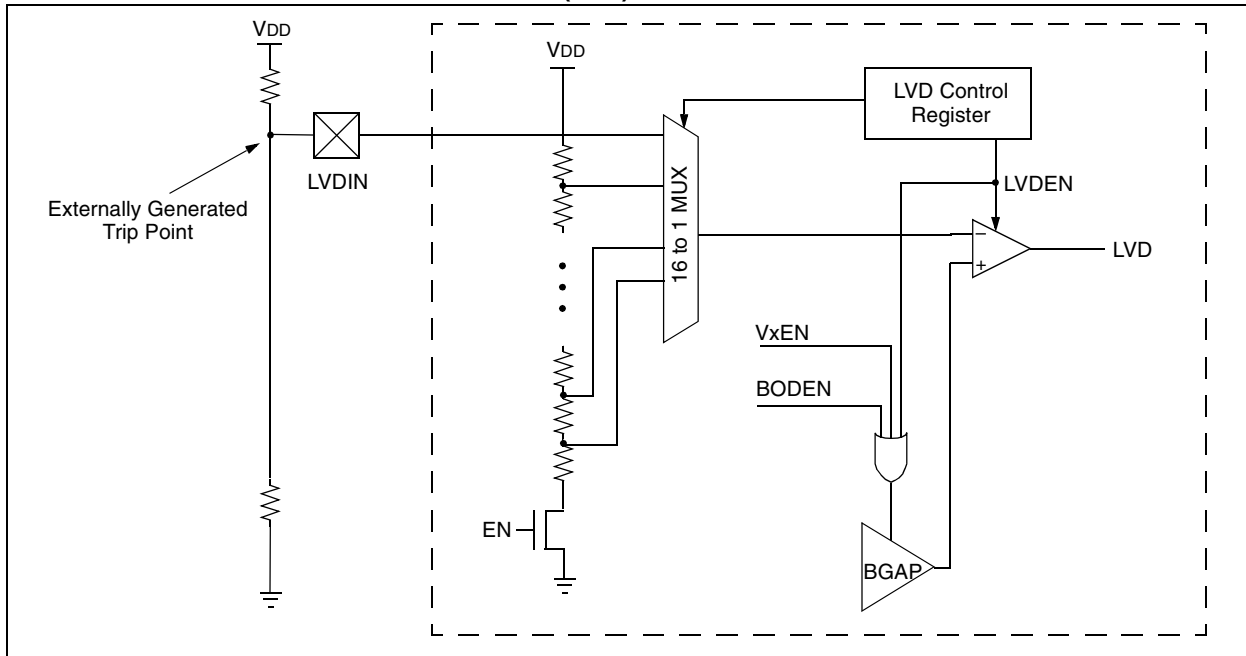 VDD
VDD
LVD Control
Register
LVDIN
16 to 1 MUX
LVDEN
Externally Generated
Trip Point
–
+
LVD
VxEN
BODEN
EN
BGAP